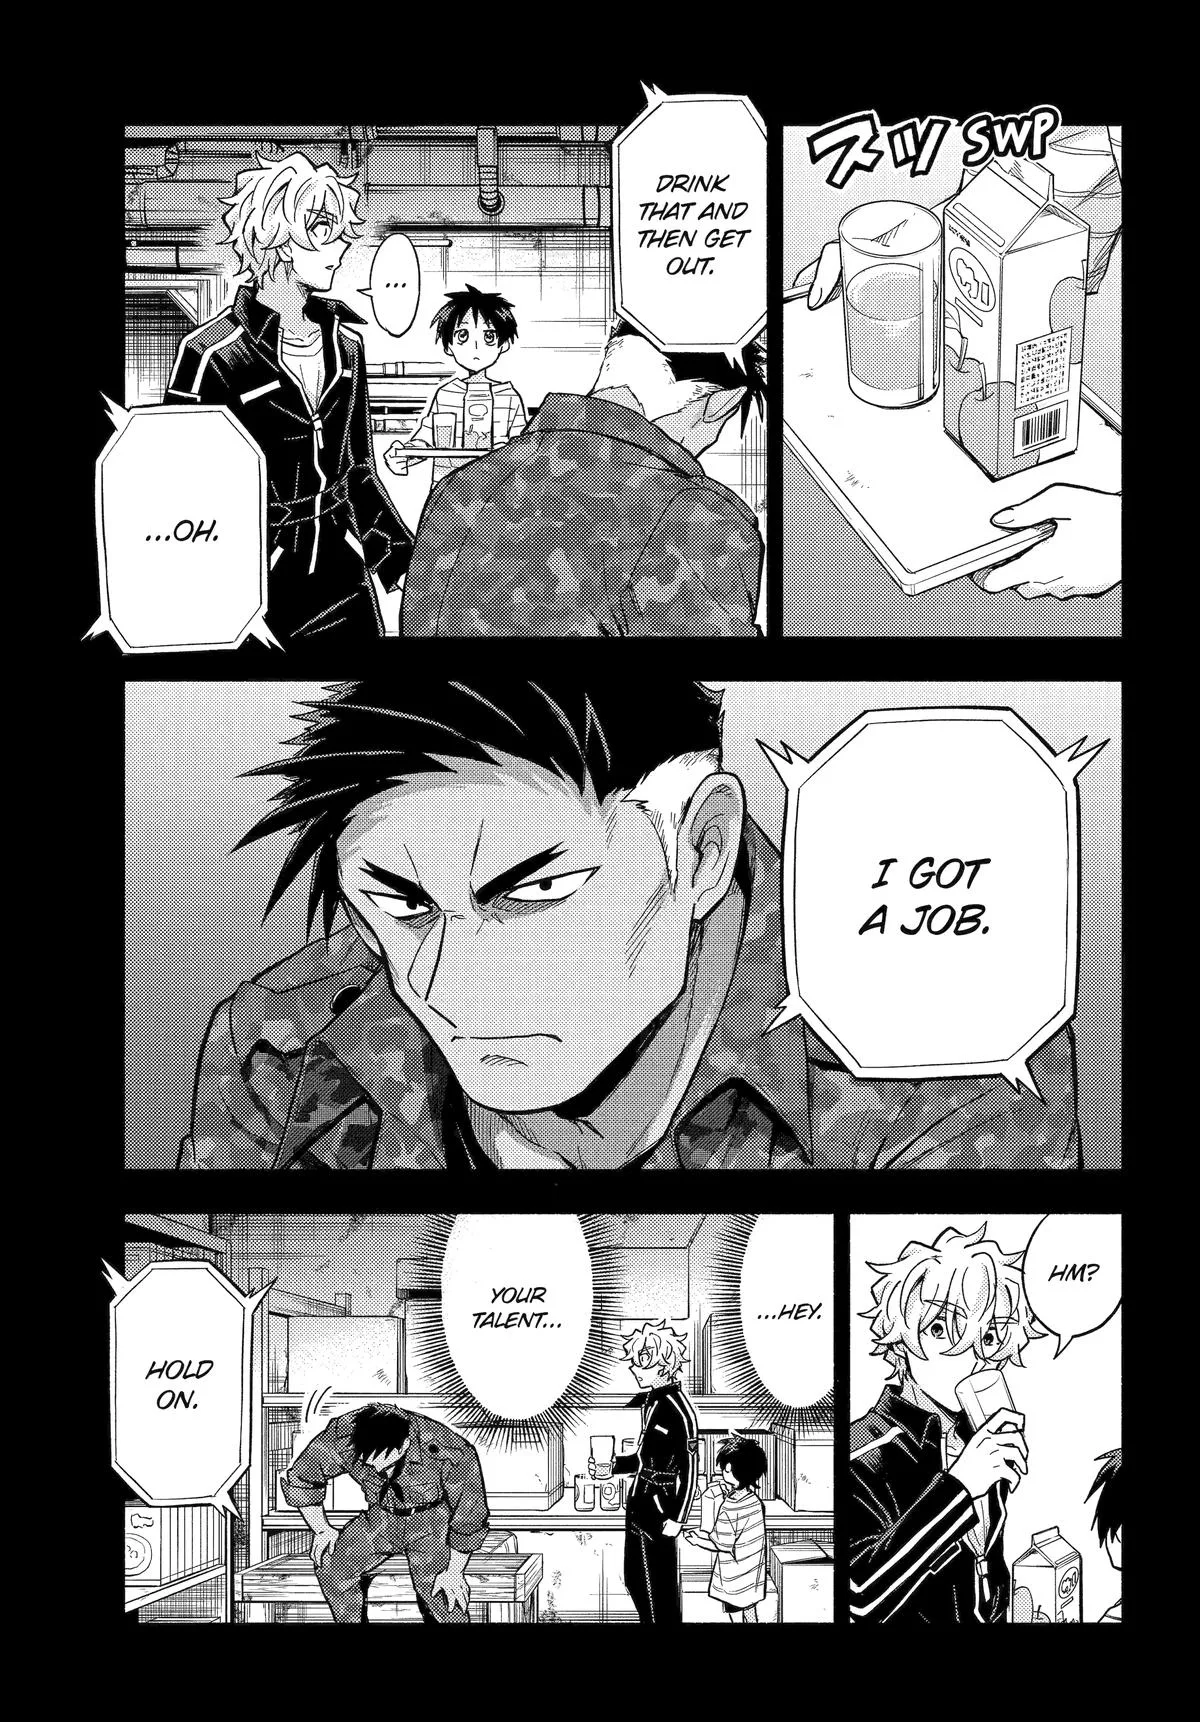 スッ
SWP
DRINK
THAT AND
THEN GET
OUT.
...
...OH.
I GOT
A JOB.
HM?
...HEY.
YOUR
TALENT...
HOLD
ON.